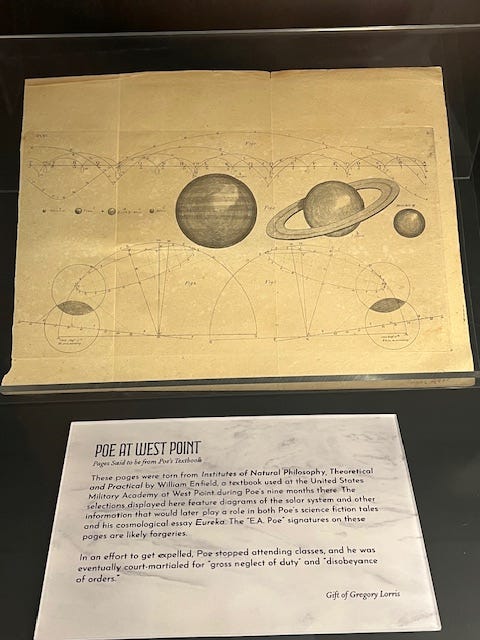 Fig.
Fig.
Fig.
Fig.
POE AT WEST POINT
Pages Said to be from Poe's Textbook
These pages were torn from Institutes of Natural Philosophy, Theoretical
and Practical by William Enfield, a textbook used at the United States
Military Academy at West Point during Poe's nine months there. The
selections displayed here feature diagrams of the solar system and other
information that would later play a role in both Poe's science fiction tales
and his cosmological essay Eureka. The "E.A. Poe" signatures on these
pages are likely forgeries.
In an effort to get expelled, Poe stopped attending classes, and he was
eventually court-martialed for "gross neglect of duty" and "disobeyance
of orders."
Gift of Gregory Lorris